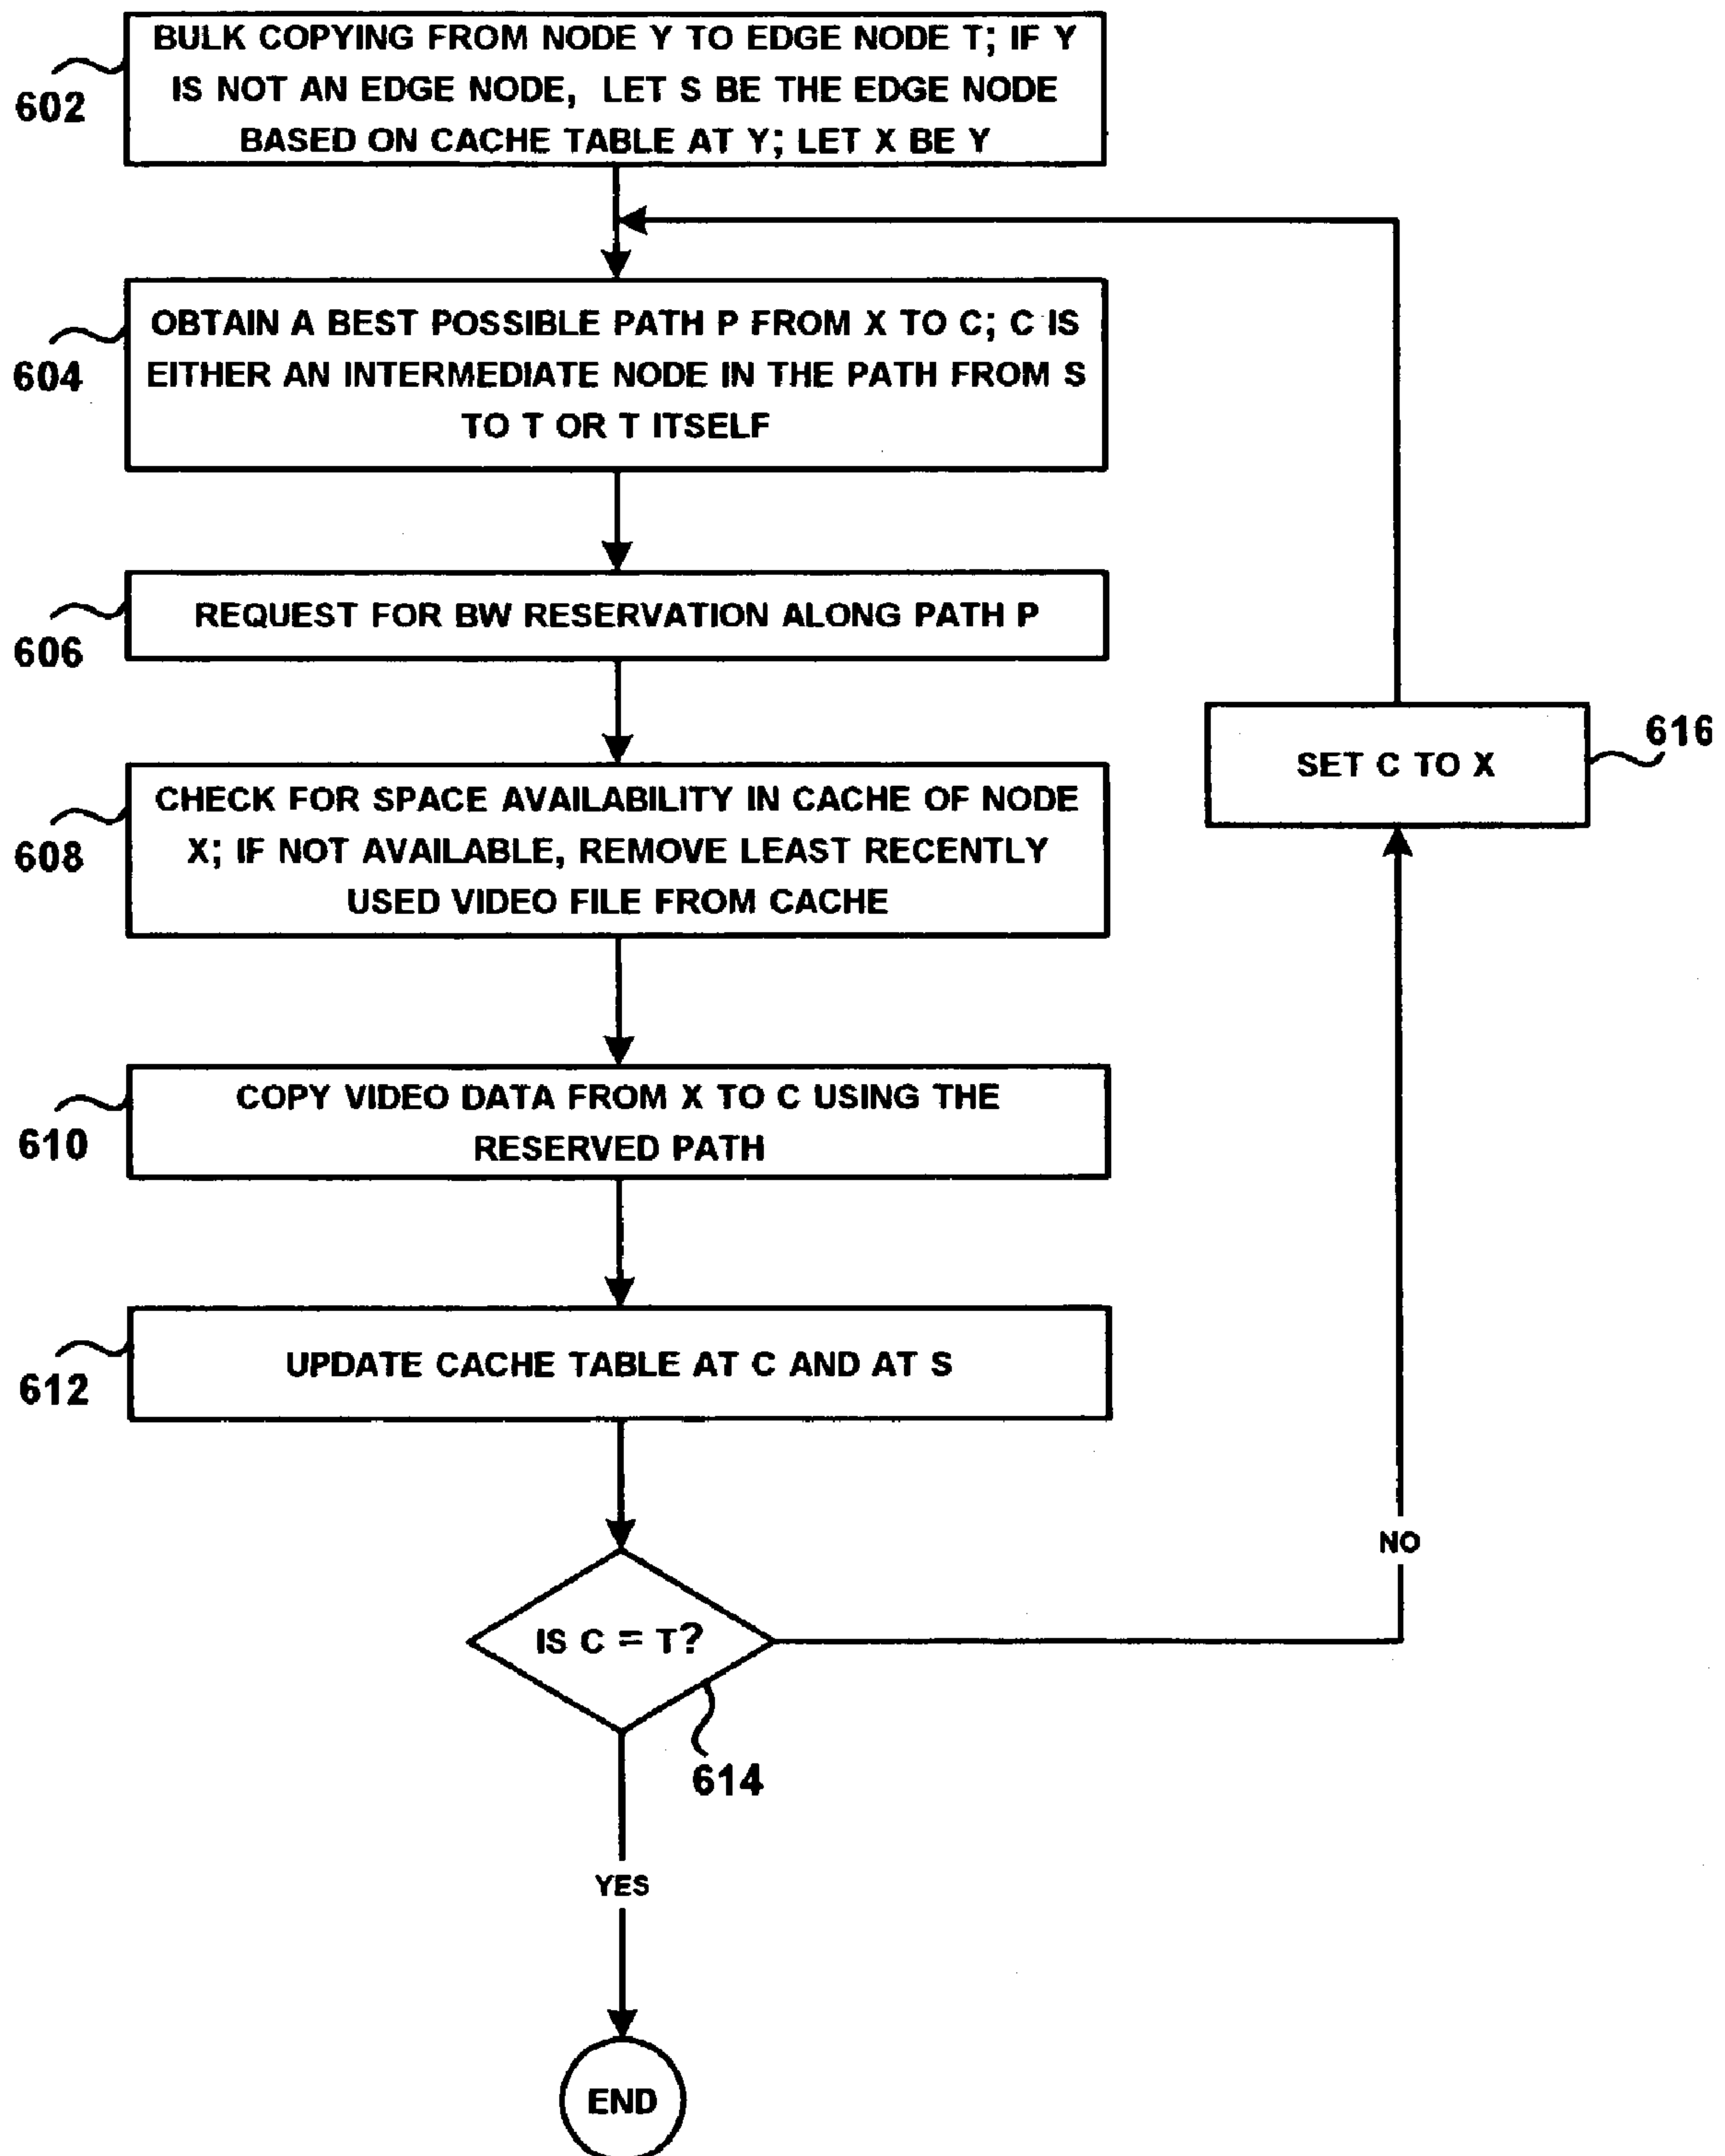 BULK COPYING FROM NODE Y TO EDGE NODE T; IF Y
IS NOT AN EDGE NODE, LET S BE THE EDGE NODE
BASED ON CACHE TABLE AT Y; LET X BE Y
602
OBTAIN A BEST POSSIBLE PATH P FROM X TO C; C IS
EITHER AN INTERMEDIATE NODE IN THE PATH FROM S
TO T OR T ITSELF
604
REQUEST FOR BW RESERVATION ALONG PATH P
606
CHECK FOR SPACE AVAILABILITY IN CACHE OF NODE
X; IF NOT AVAILABLE, REMOVE LEAST RECENTLY
USED VIDEO FILE FROM CACHE
608
SET C TO X
616
COPY VIDEO DATA FROM X TO C USING THE
RESERVED PATH
610
UPDATE CACHE TABLE AT C AND AT S
612
IS C = T?
614
NO
YES
END